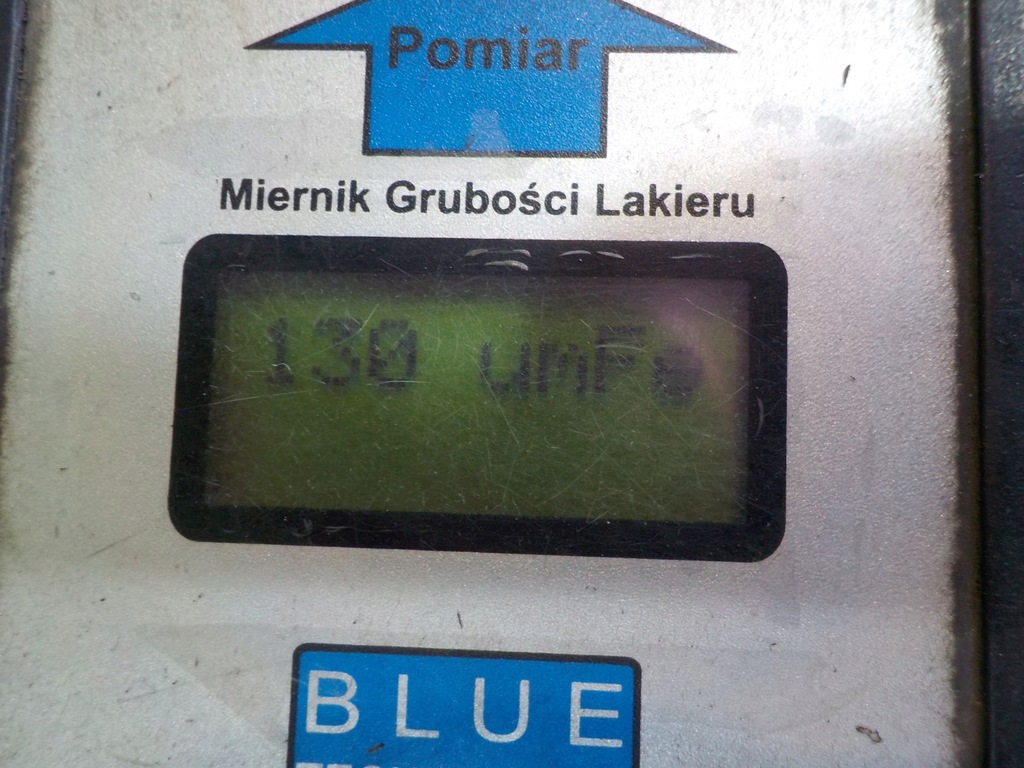 Pomiar
Miernik Grubości Lakieru
130 umFe
BLUE